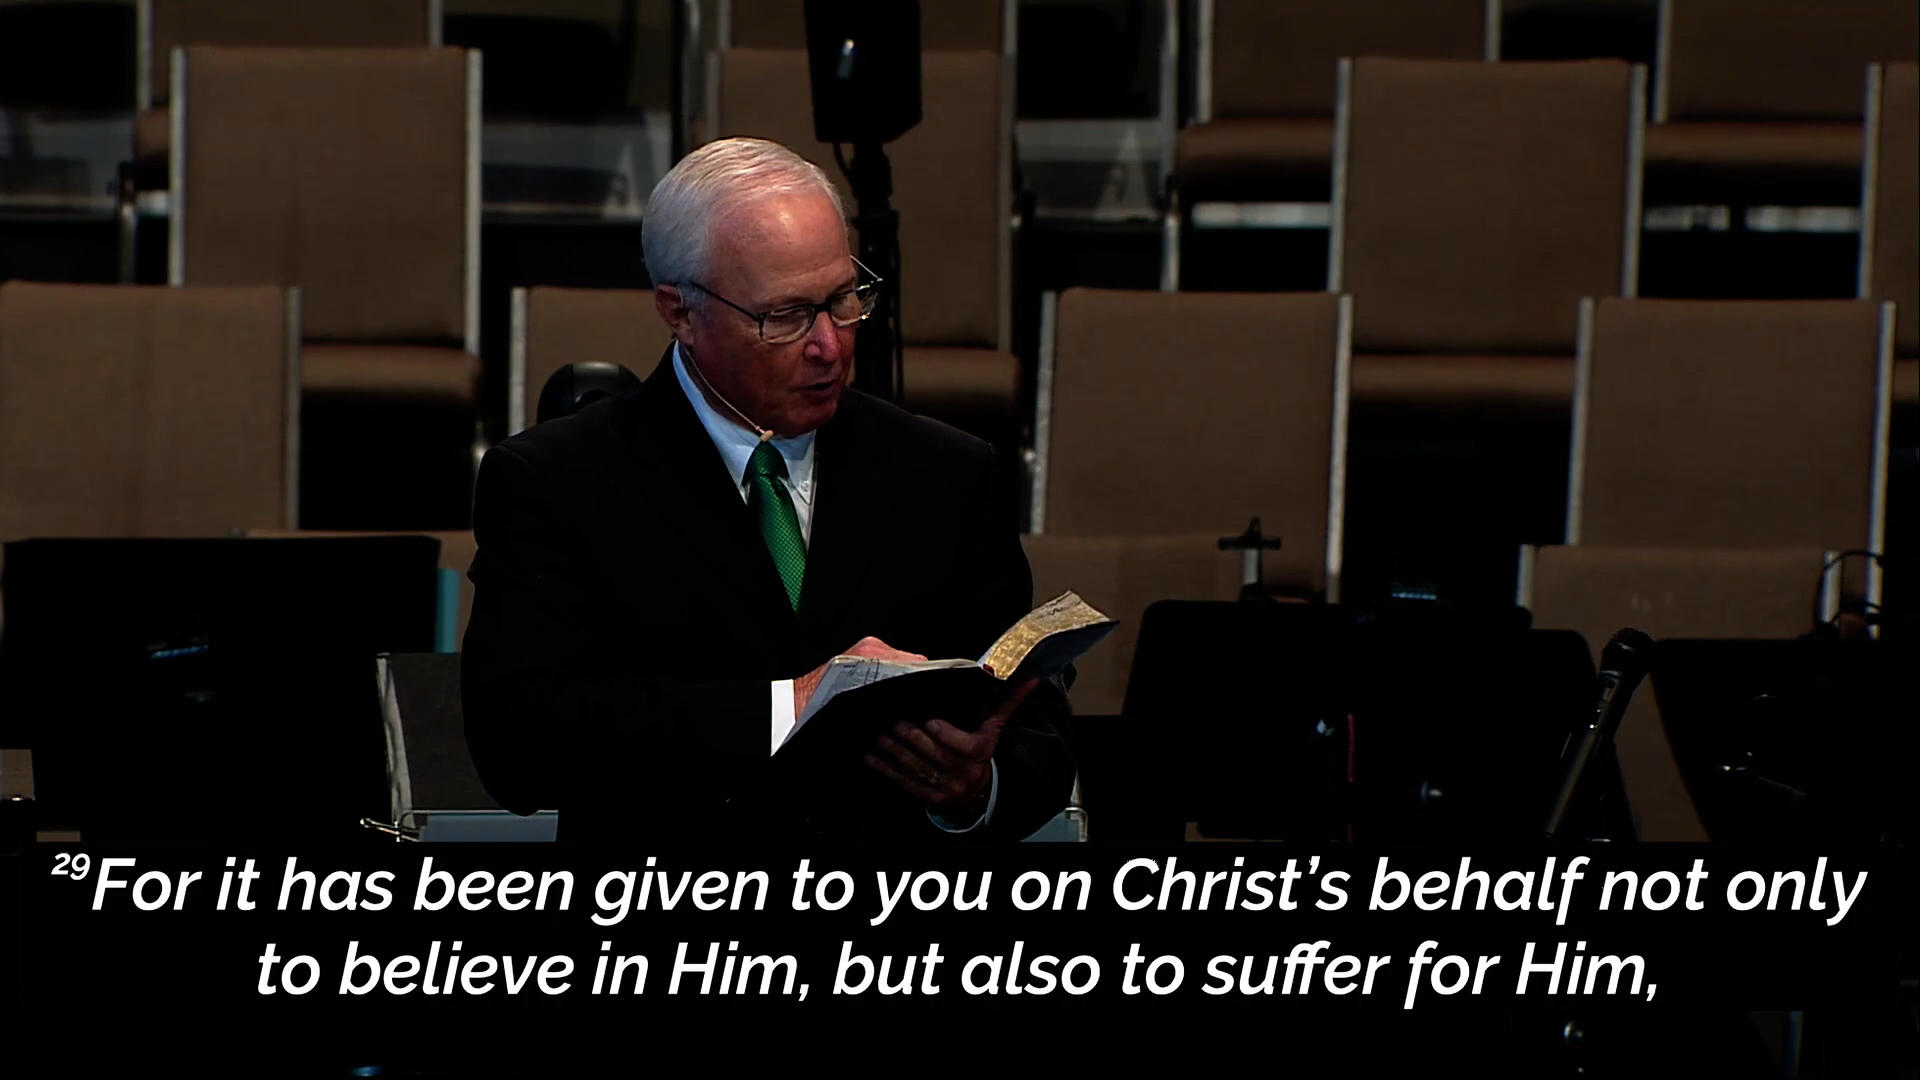 ²⁹For it has been given to you on Christ’s behalf not only
to believe in Him, but also to suffer for Him,